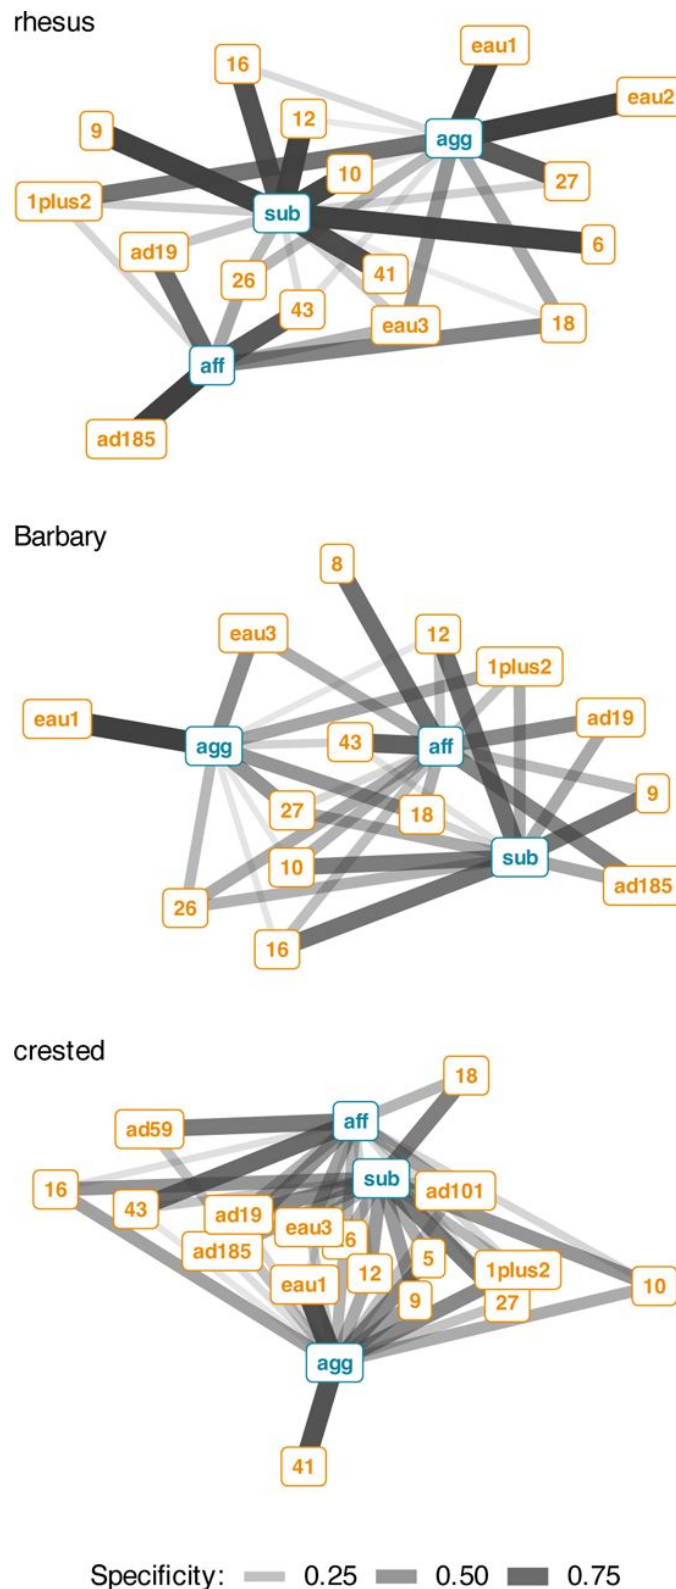 rhesus
eau1
16
eau2
12
9
agg
10
27
1plus2
sub
6
ad19
41
26
43
18
eau3
aff
ad185
Barbary
8
eau3
12
1plus2
eau1
ad19
43
aff
agg
9
27
18
sub
10
ad185
26
16
crested
18
aff
ad59
sub
16
ad101
43
ad19
eau3
6
ad185
5
12
1plus2
eau1
10
9
27
agg
41
Specificity: 0.25 0.50 0.75